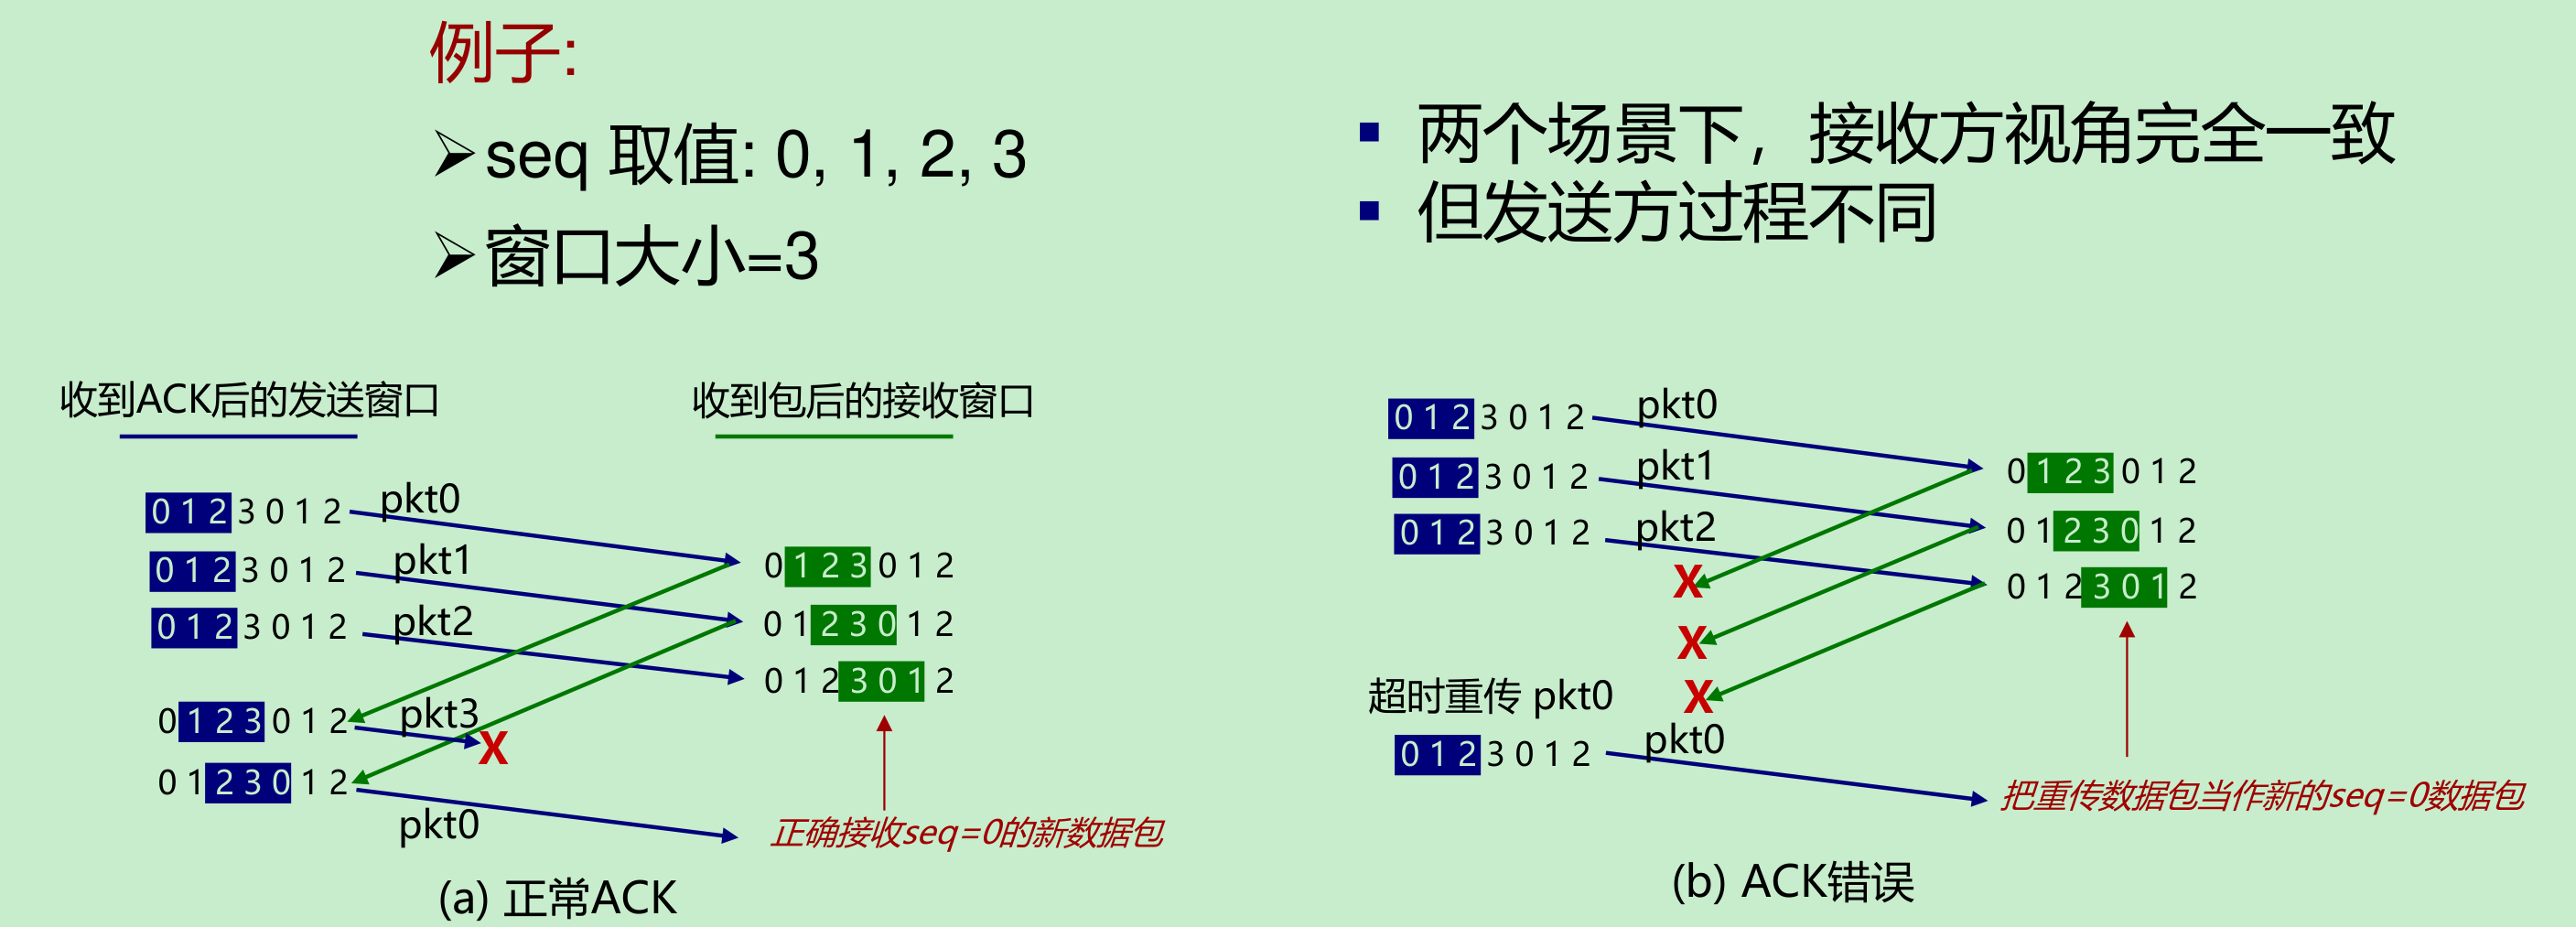 例子:
➢seq 取值: 0, 1, 2, 3
➢窗口大小=3
▪ 两个场景下，接收方视角完全一致
▪ 但发送方过程不同
收到ACK后的发送窗口
收到包后的接收窗口
0 1 2 3 0 1 2 pkt0
0 1 2 3 0 1 2 pkt1
0 1 2 3 0 1 2 pkt2
0 1 2 3 0 1 2 pkt3
X
0 1 2 3 0 1 2
pkt0
0 1 2 3 0 1 2
0 1 2 3 0 1 2
0 1 2 3 0 1 2
正确接收seq=0的新数据包
(a) 正常ACK
0 1 2 3 0 1 2 pkt0
0 1 2 3 0 1 2 pkt1
0 1 2 3 0 1 2 pkt2
X
X
X
超时重传 pkt0
0 1 2 3 0 1 2 pkt0
0 1 2 3 0 1 2
0 1 2 3 0 1 2
0 1 2 3 0 1 2
把重传数据包当作新的seq=0数据包
(b) ACK错误